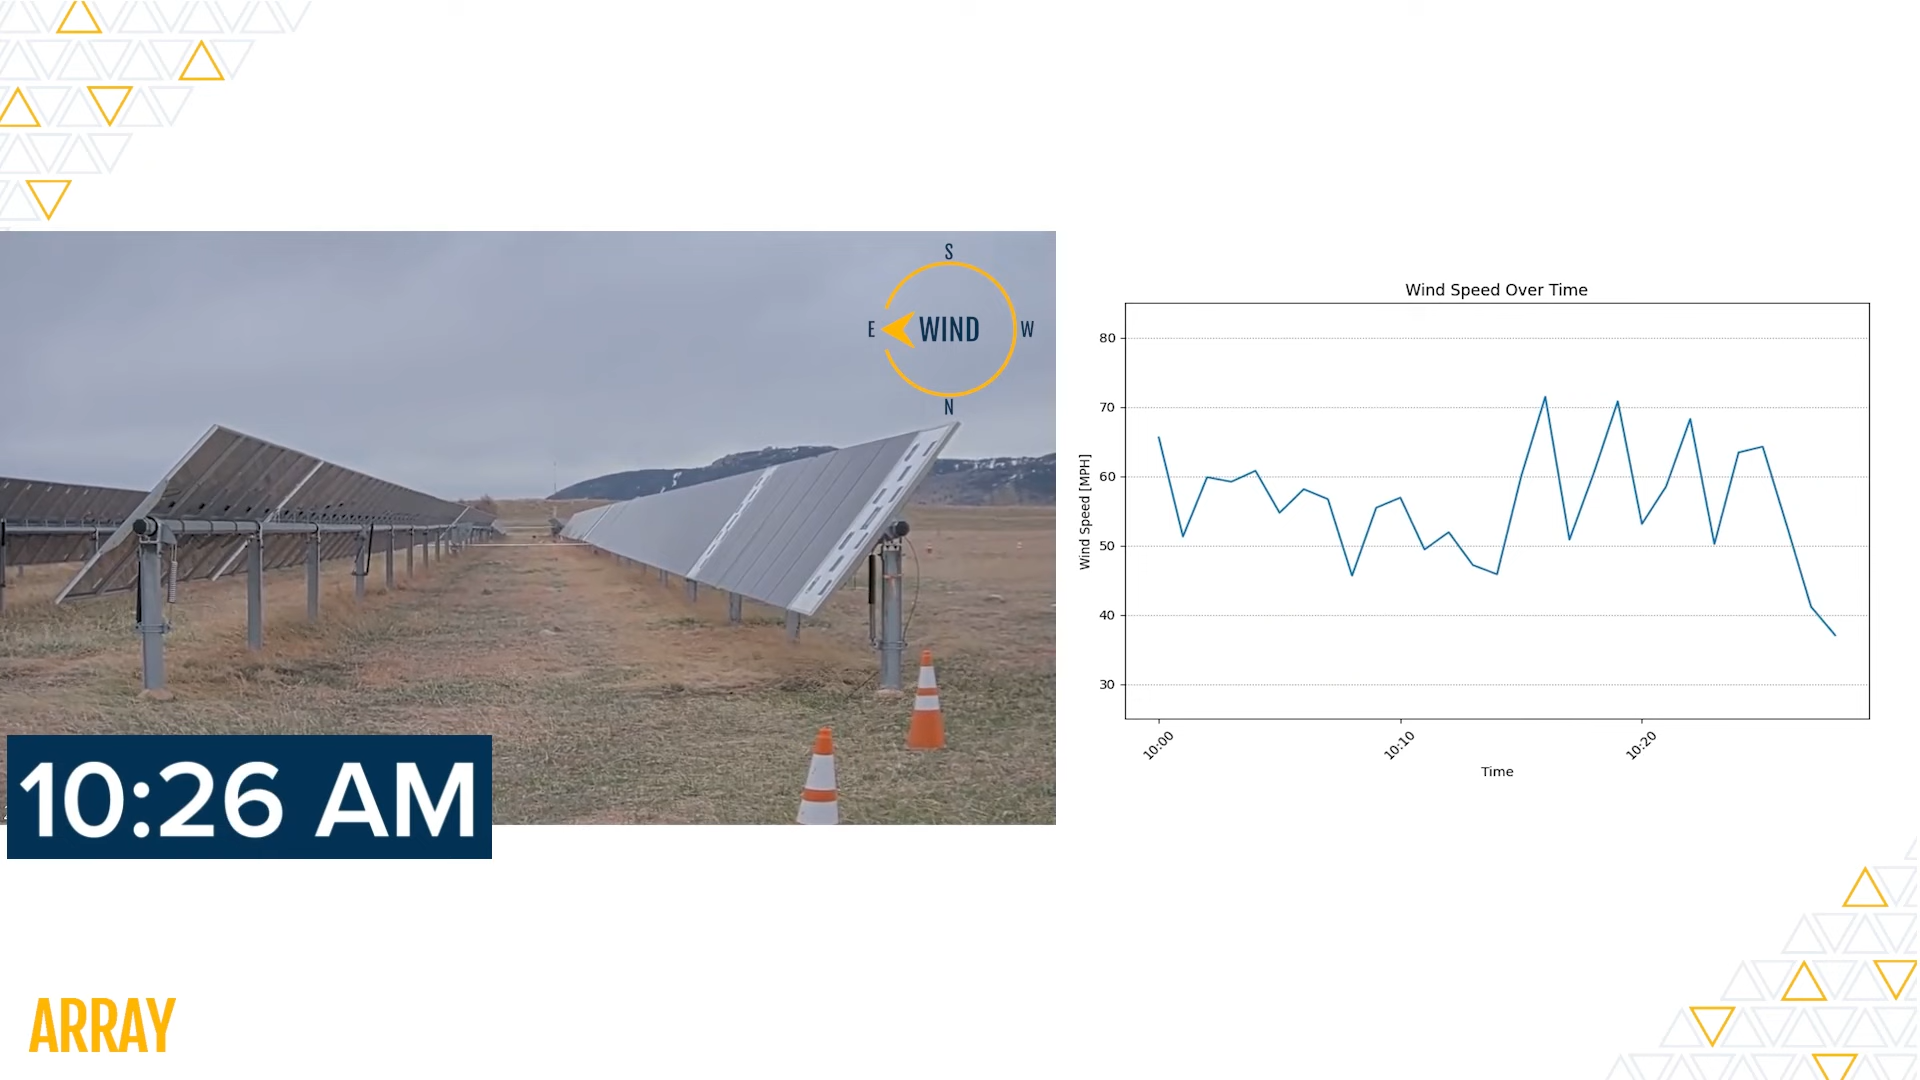 S
E WIND W
N
10:26 AM
Wind Speed Over Time
Wind Speed [MPH]
80
70
60
50
40
30
10:00 10:10 10:20
Time
ARRAY